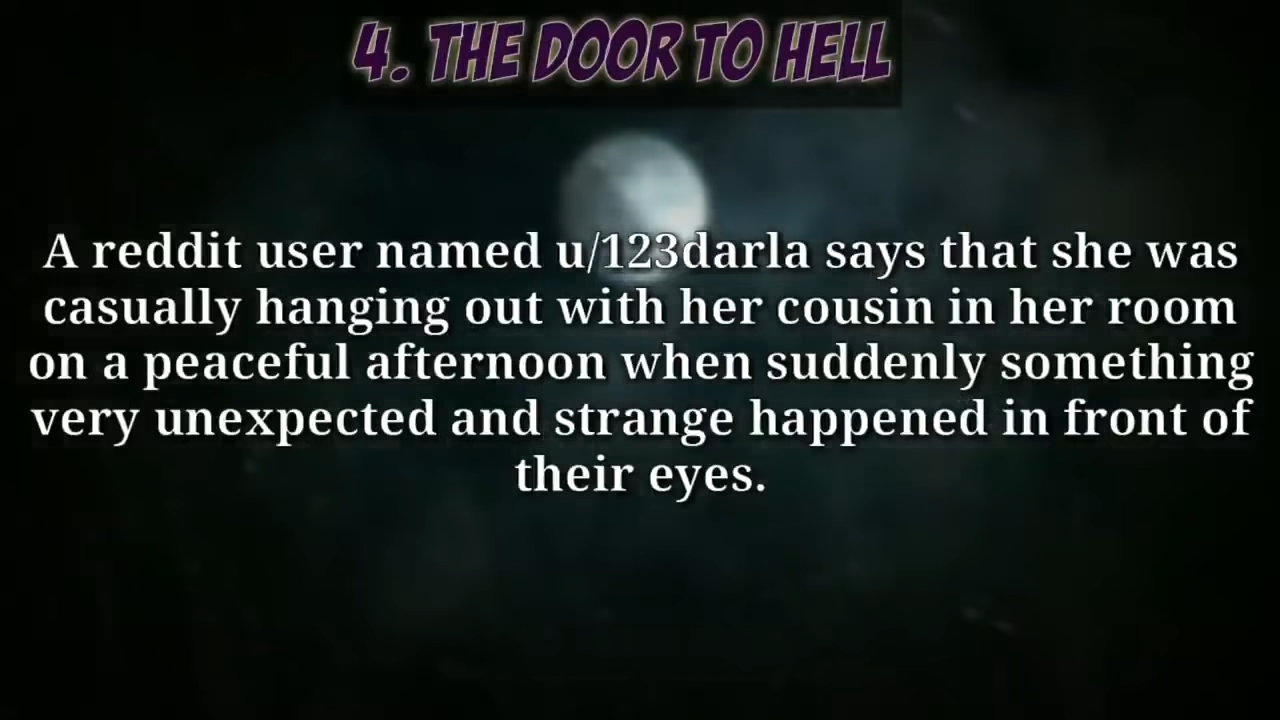 4. THE DOOR TO HELL
A reddit user named u/123darla says that she was
casually hanging out with her cousin in her room
on a peaceful afternoon when suddenly something
very unexpected and strange happened in front of
their eyes.